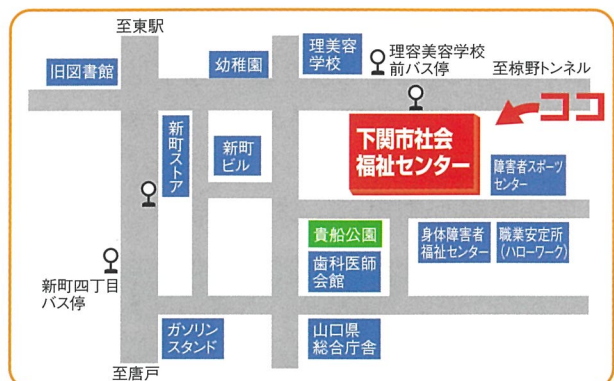 至東駅
旧図書館
幼稚園
理美容
学校
理容美容学校
前バス停
至椋野トンネル
ココ
新町ストア
新町
ビル
下関市社会
福祉センター
障害者スポーツ
センター
貴船公園
歯科医師
会館
身体障害者
福祉センター
職業安定所
(ハローワーク)
新町四丁目
バス停
ガソリン
スタンド
山口県
総合庁舎
至唐戸